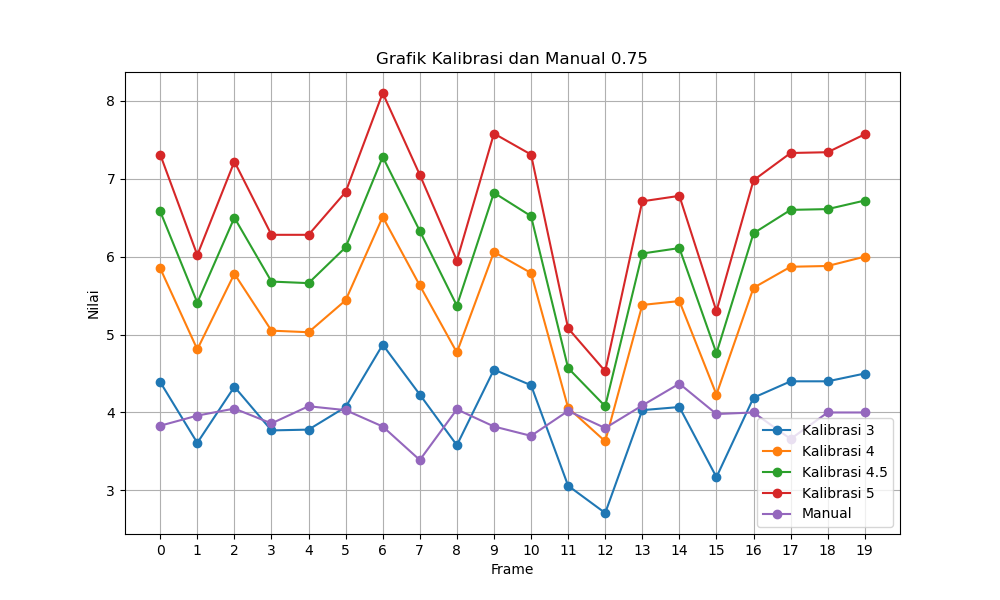 Grafik Kalibrasi dan Manual 0.75
8
7
6
5
4
3
Nilai
0 1 2 3 4 5 6 7 8 9 10 11 12 13 14 15 16 17 18 19
Frame
Kalibrasi 3
Kalibrasi 4
Kalibrasi 4.5
Kalibrasi 5
Manual